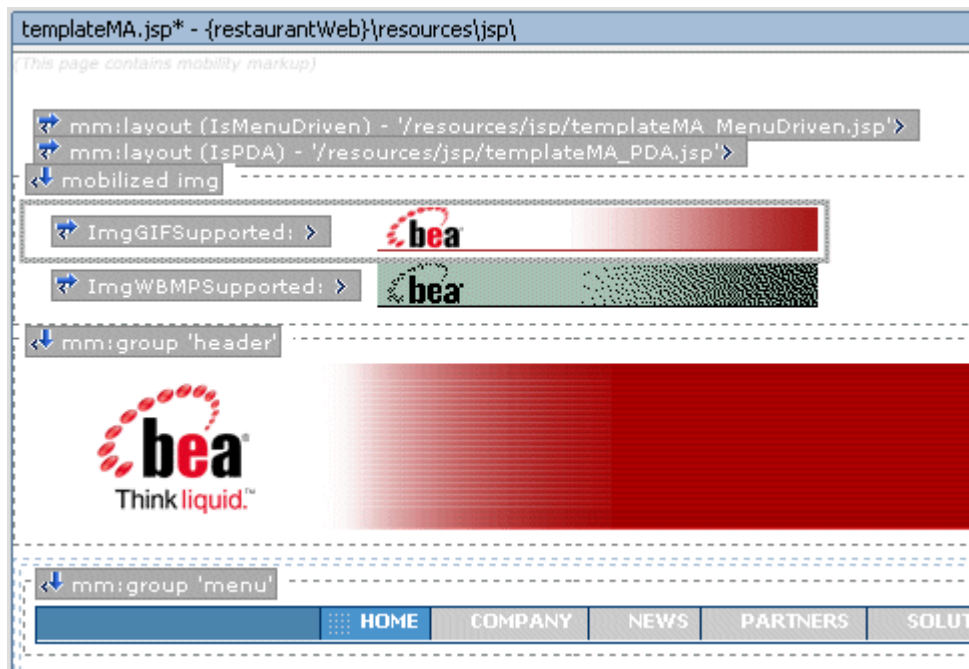 templateMA.jsp* - {restaurantWeb}\resources\jsp\
(This page contains mobility markup)
mm:layout (IsMenuDriven) - '/resources/jsp/templateMA_MenuDriven.jsp'>
mm:layout (IsPDA) - '/resources/jsp/templateMA_PDA.jsp'>
mobilized img
ImgGIFSupported: > bea
ImgWBMPSupported: > bea
mm:group 'header'
bea
Think liquid.™
mm:group 'menu'
HOME COMPANY NEWS PARTNERS SOLUT